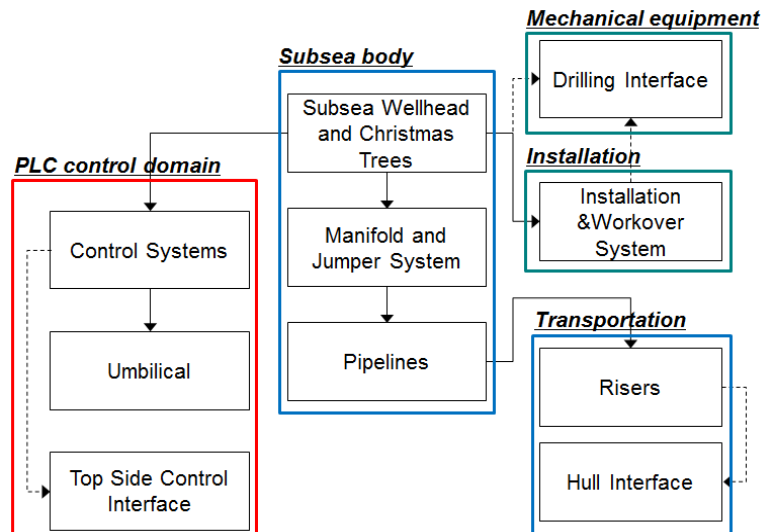 Mechanical equipment
Drilling Interface
Subsea body
Subsea Wellhead
and Christmas
Trees
Manifold and
Jumper System
Pipelines
Installation
Installation
&Workover
System
PLC control domain
Control Systems
Umbilical
Top Side Control
Interface
Transportation
Risers
Hull Interface